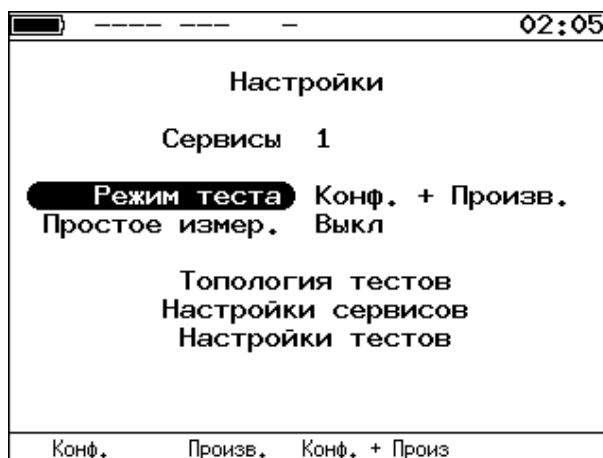 ---- --- - 02:05
Настройки
Сервисы 1
Режим теста Конф. + Произв.
Простое измер. Выкл
Топология тестов
Настройки сервисов
Настройки тестов
Конф. Произв. Конф. + Произ